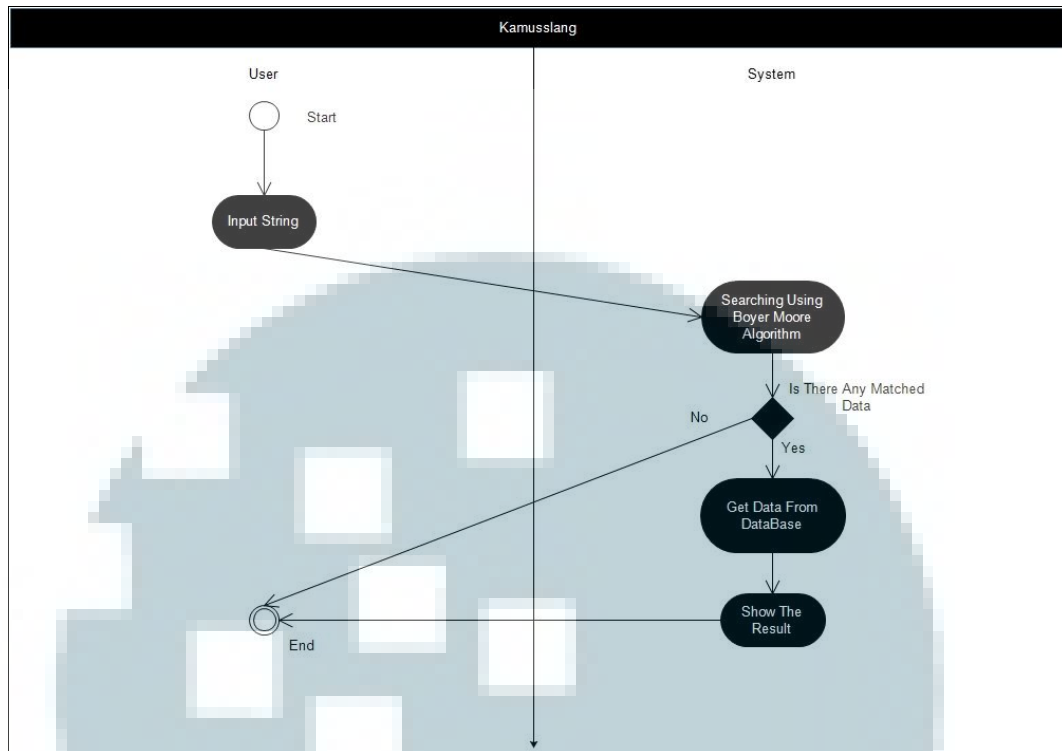 Kamusslang
User
System
Start
Input String
Searching Using
Boyer Moore
Algorithm
Is There Any Matched
Data
No
Yes
Get Data From
DataBase
Show The
Result
End